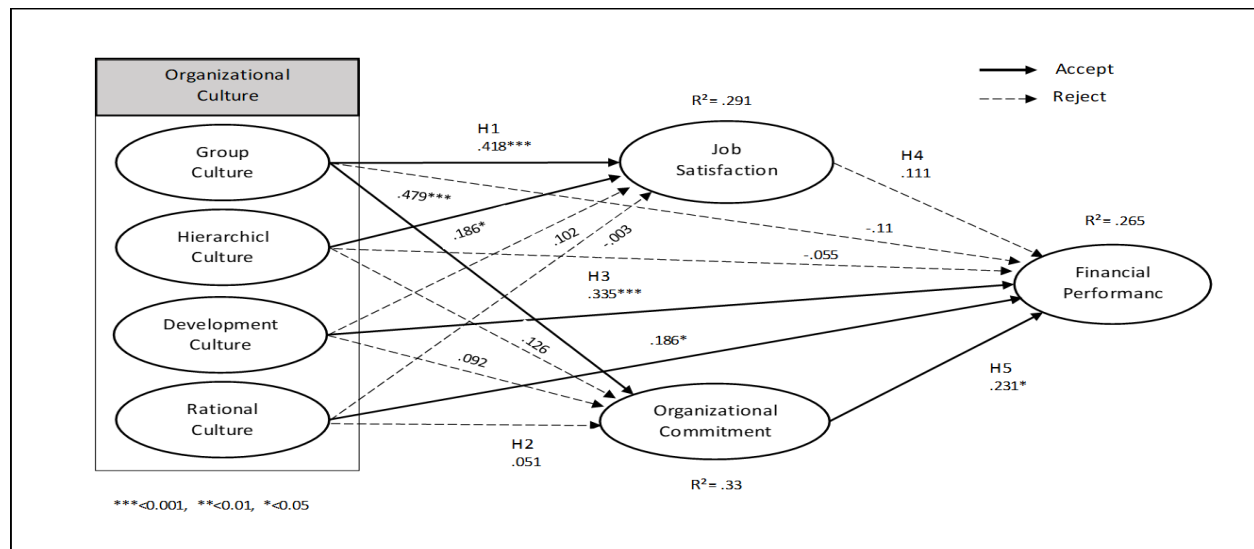 Organizational
Culture
Accept
Reject
R² = .291
H1
.418***
Group
Culture
Job
Satisfaction
H4
.111
.479***
.186*
.102
-.003
-.11
R² = .265
Hierarchicl
Culture
-.055
H3
.335***
Financial
Performanc
Development
Culture
.126
.092
.186*
H5
.231*
Rational
Culture
Organizational
Commitment
H2
.051
R² = .33
***<0.001, **<0.01, *<0.05